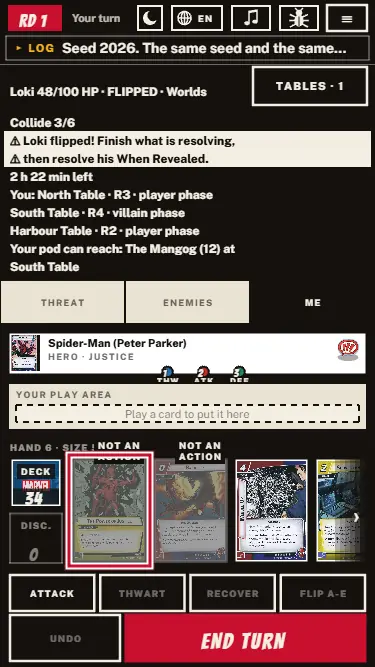 RD 1
Your turn
EN
LOG Seed 2026. The same seed and the same...
Loki 48/100 HP · FLIPPED · Worlds
TABLES · 1
Collide 3/6
⚠ Loki flipped! Finish what is resolving,
⚠ then resolve his When Revealed.
2 h 22 min left
You: North Table · R3 · player phase
South Table · R4 · villain phase
Harbour Table · R2 · player phase
Your pod can reach: The Mangog (12) at
South Table
THREAT
ENEMIES
ME
Spider-Man (Peter Parker)
HERO · JUSTICE
1 2 3
THW ATK DEF
YOUR PLAY AREA
Play a card to put it here
HAND 6 · SIZE
NOT AN
ACTION
NOT AN
ACTION
DECK
MARVEL
34
DISC.
0
ATTACK
THWART
RECOVER
FLIP A-E
UNDO
END TURN